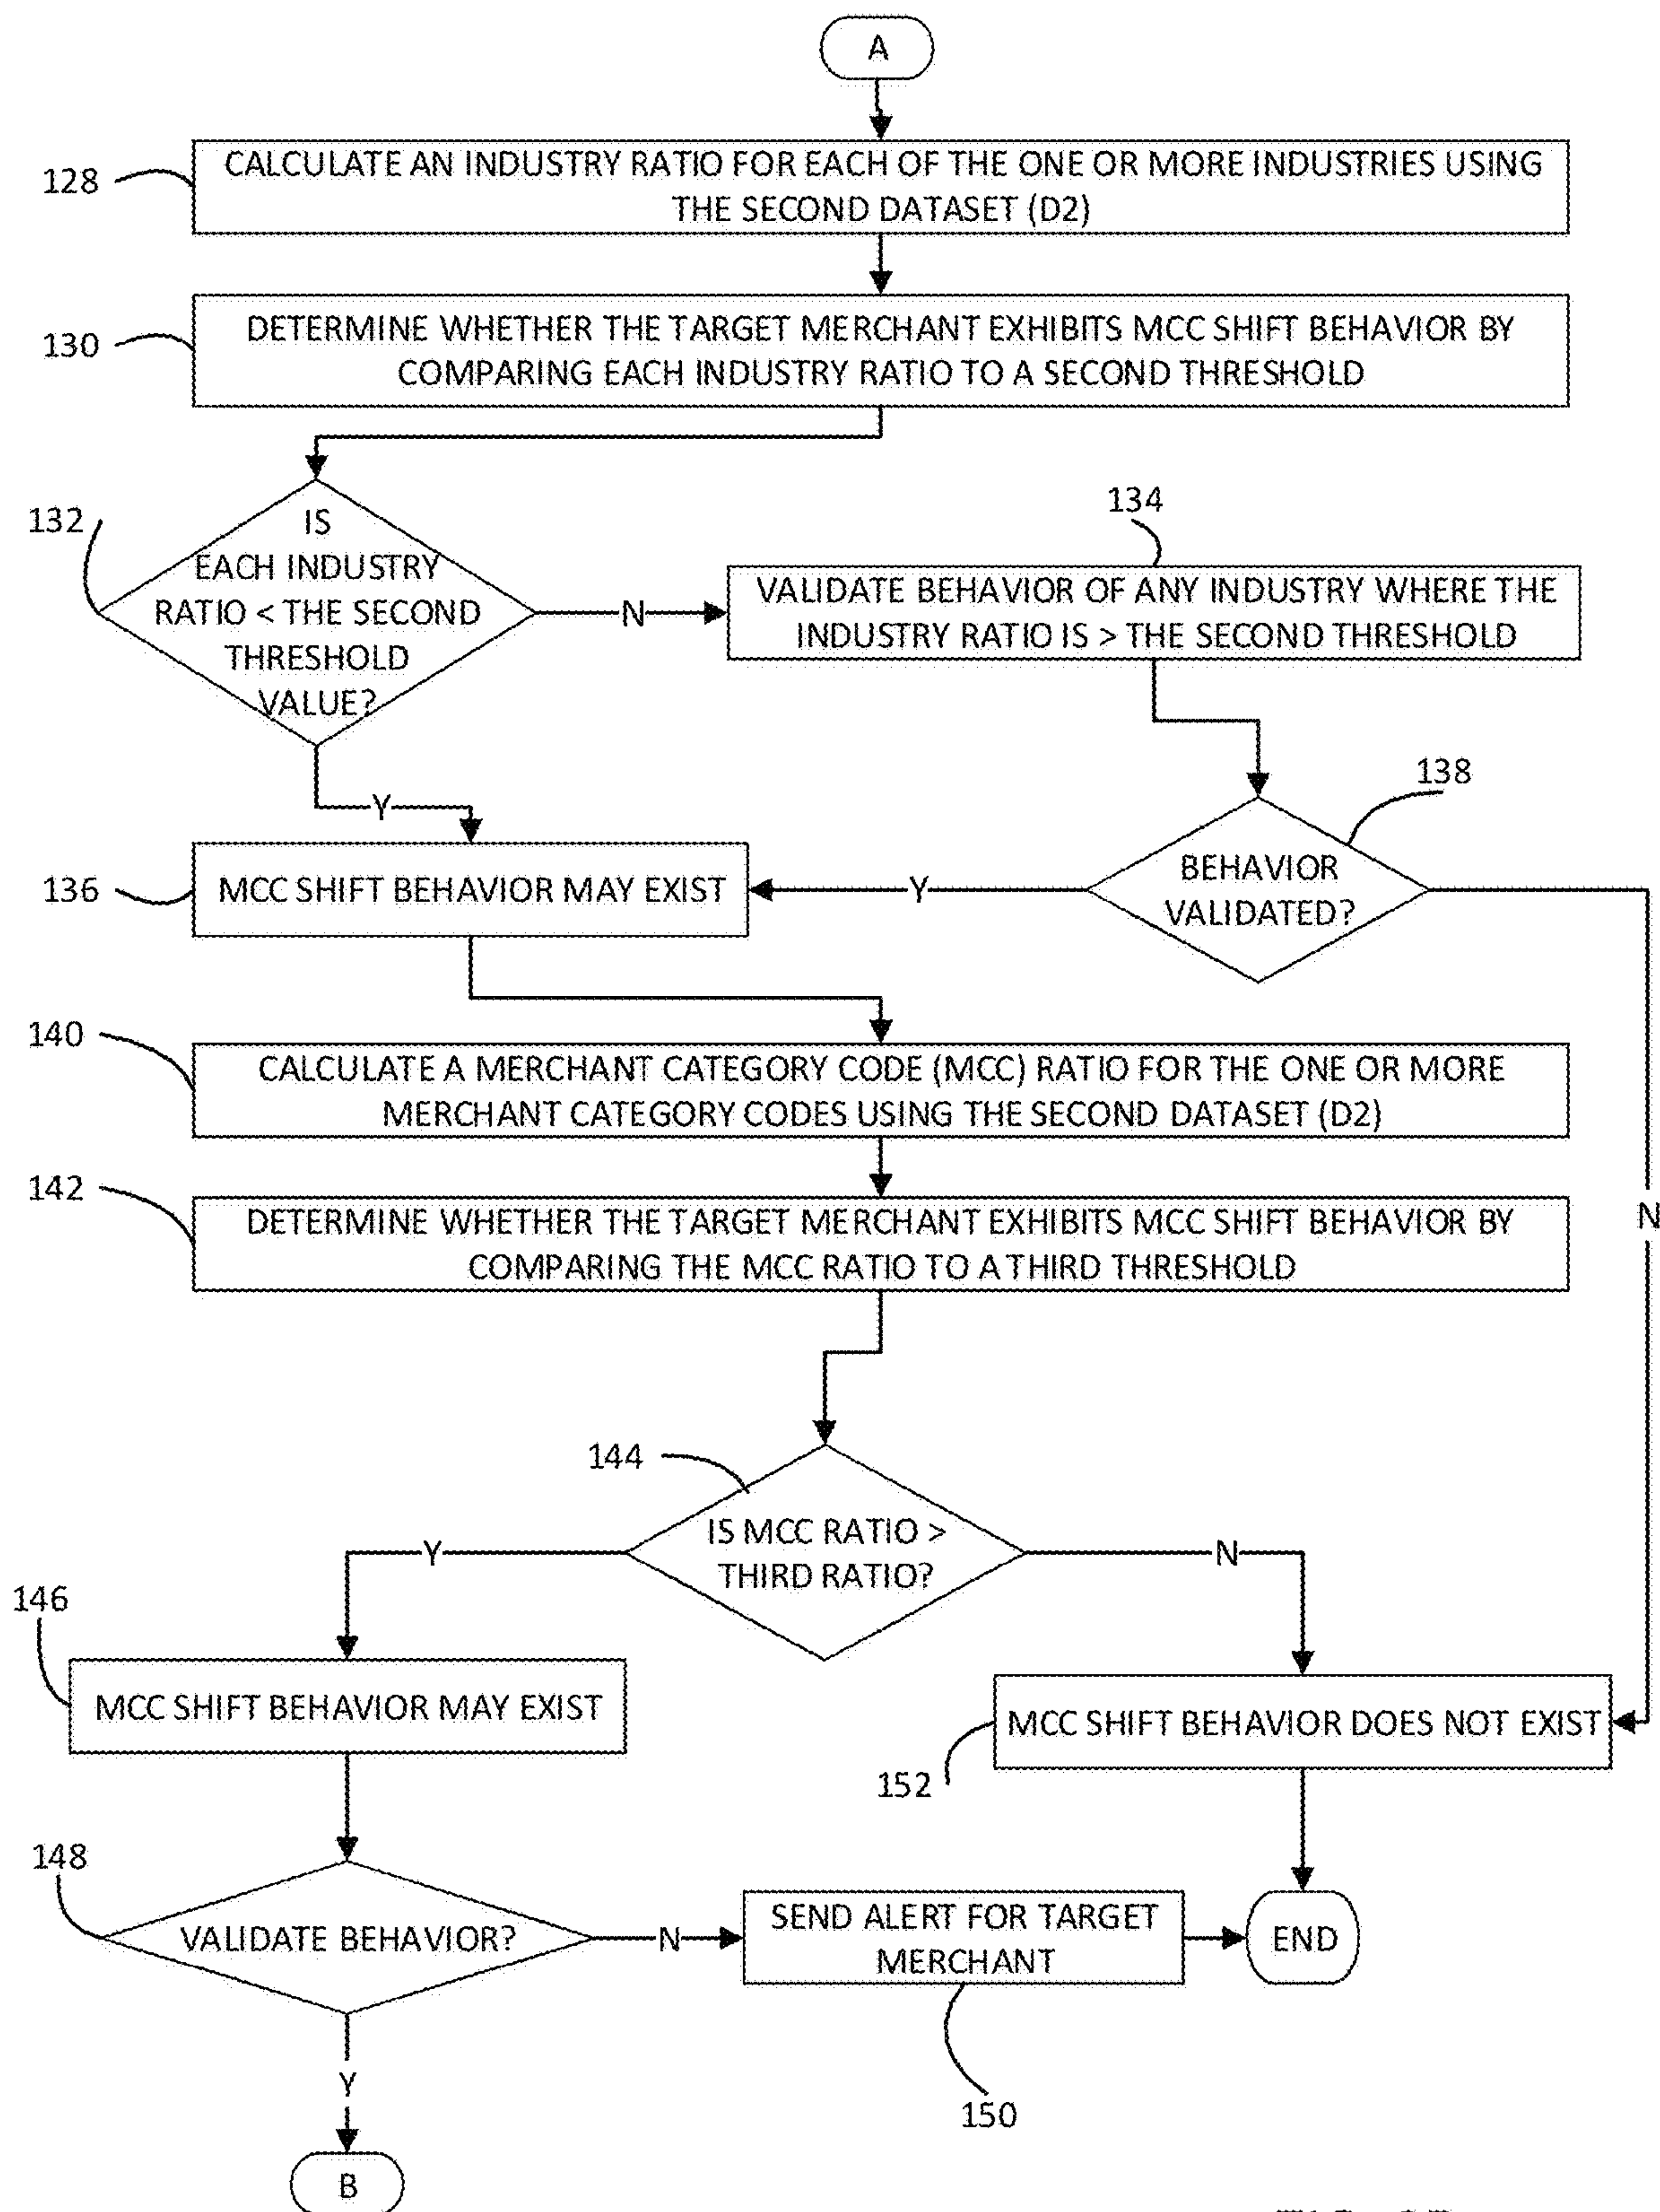 A
128
CALCULATE AN INDUSTRY RATIO FOR EACH OF THE ONE OR MORE INDUSTRIES USING
THE SECOND DATASET (D2)
130
DETERMINE WHETHER THE TARGET MERCHANT EXHIBITS MCC SHIFT BEHAVIOR BY
COMPARING EACH INDUSTRY RATIO TO A SECOND THRESHOLD
132
IS
EACH INDUSTRY
RATIO < THE SECOND
THRESHOLD
VALUE?
N
134
VALIDATE BEHAVIOR OF ANY INDUSTRY WHERE THE
INDUSTRY RATIO IS > THE SECOND THRESHOLD
Y
138
136
MCC SHIFT BEHAVIOR MAY EXIST
Y
BEHAVIOR
VALIDATED?
140
CALCULATE A MERCHANT CATEGORY CODE (MCC) RATIO FOR THE ONE OR MORE
MERCHANT CATEGORY CODES USING THE SECOND DATASET (D2)
142
DETERMINE WHETHER THE TARGET MERCHANT EXHIBITS MCC SHIFT BEHAVIOR BY
COMPARING THE MCC RATIO TO A THIRD THRESHOLD
N
144
IS MCC RATIO >
THIRD RATIO?
Y
N
146
MCC SHIFT BEHAVIOR MAY EXIST
MCC SHIFT BEHAVIOR DOES NOT EXIST
152
148
VALIDATE BEHAVIOR?
N
SEND ALERT FOR TARGET
MERCHANT
END
Y
150
B